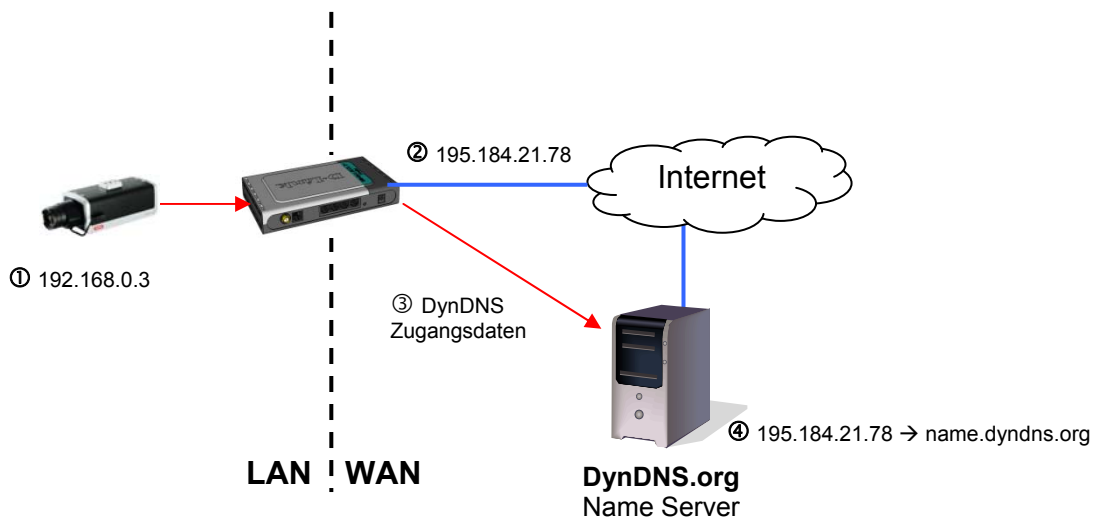 ② 195.184.21.78
Internet
① 192.168.0.3
③ DynDNS
Zugangsdaten
④ 195.184.21.78 → name.dyndns.org
LAN WAN
DynDNS.org
Name Server